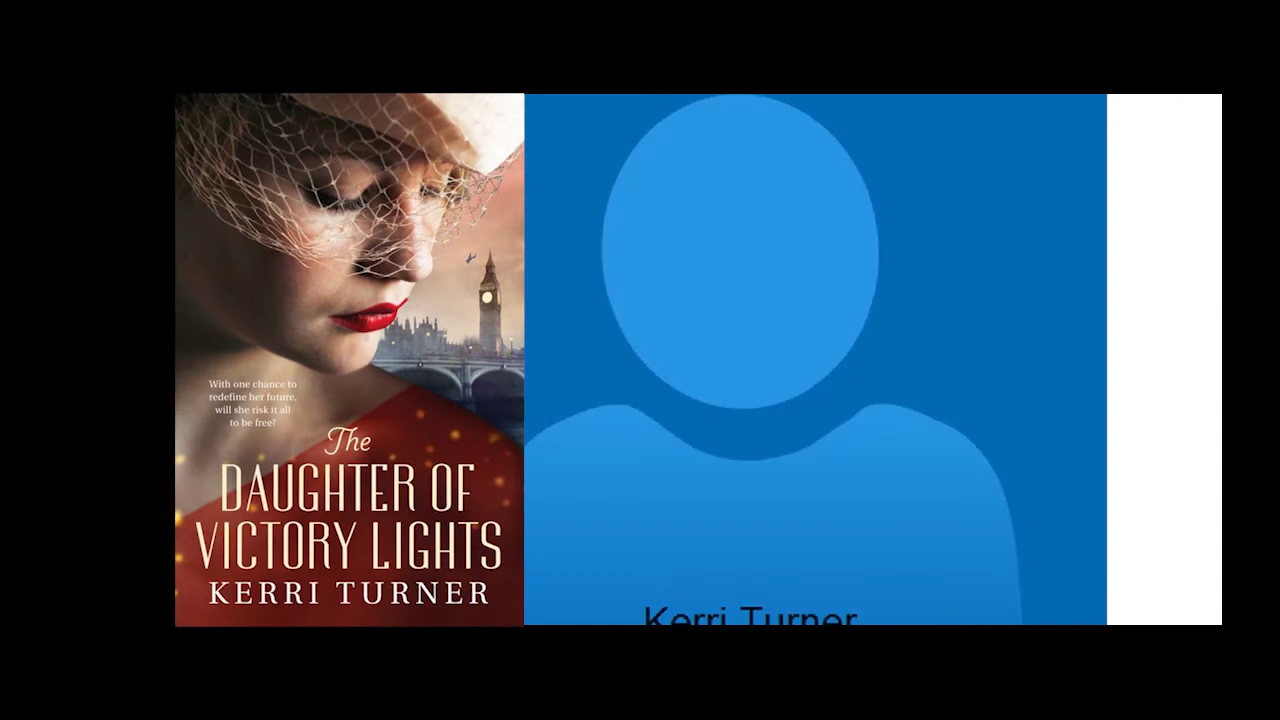 With one chance to
redefine her future,
will she risk it all
to be free?
The
DAUGHTER OF
VICTORY LIGHTS
KERRI TURNER
Kerri Turner